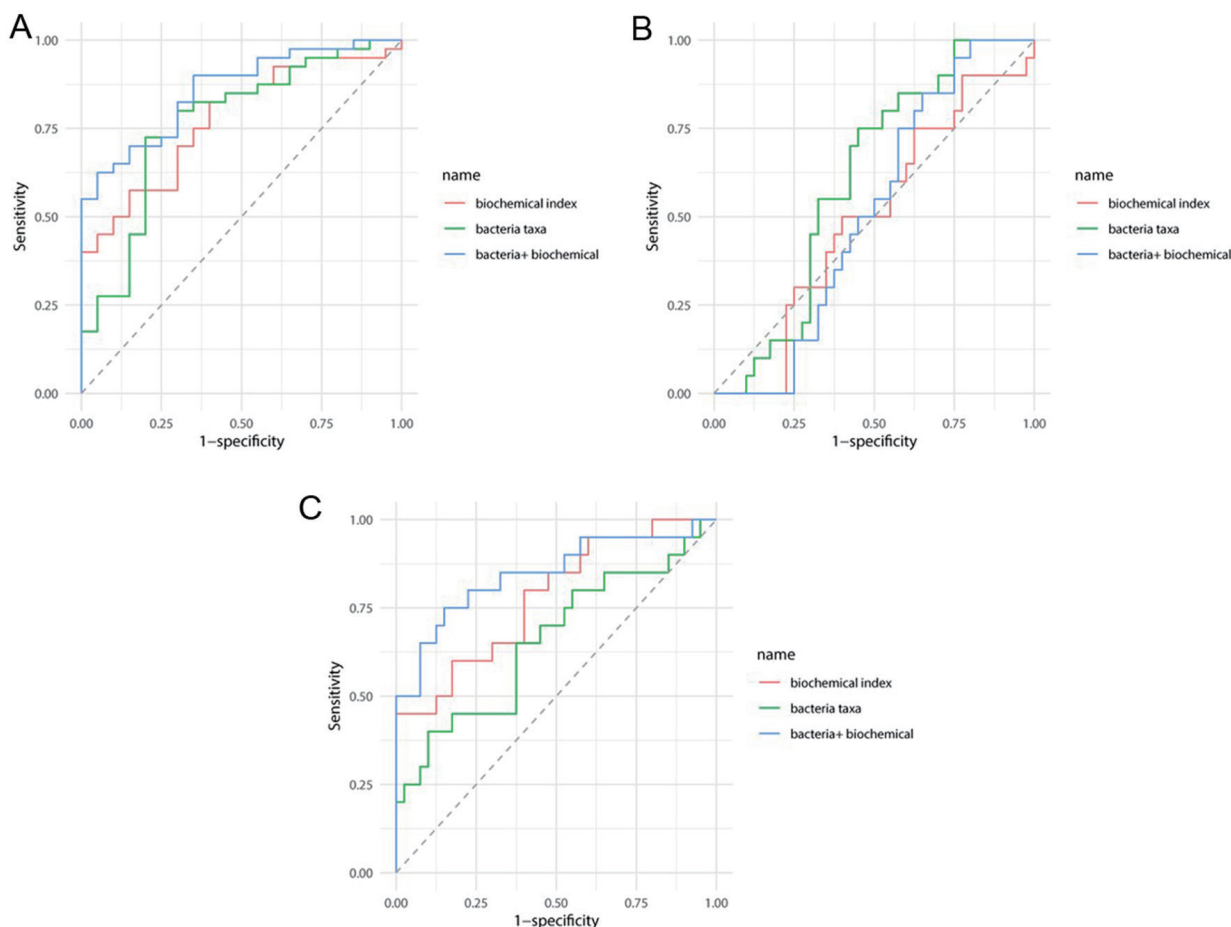 A
1.00
0.75
0.50
0.25
0.00
Sensitivity
0.00 0.25 0.50 0.75 1.00
1−specificity
name
biochemical index
bacteria taxa
bacteria+ biochemical
B
1.00
0.75
0.50
0.25
0.00
Sensitivity
0.00 0.25 0.50 0.75 1.00
1−specificity
name
biochemical index
bacteria taxa
bacteria+ biochemical
C
1.00
0.75
0.50
0.25
0.00
Sensitivity
0.00 0.25 0.50 0.75 1.00
1−specificity
name
biochemical index
bacteria taxa
bacteria+ biochemical